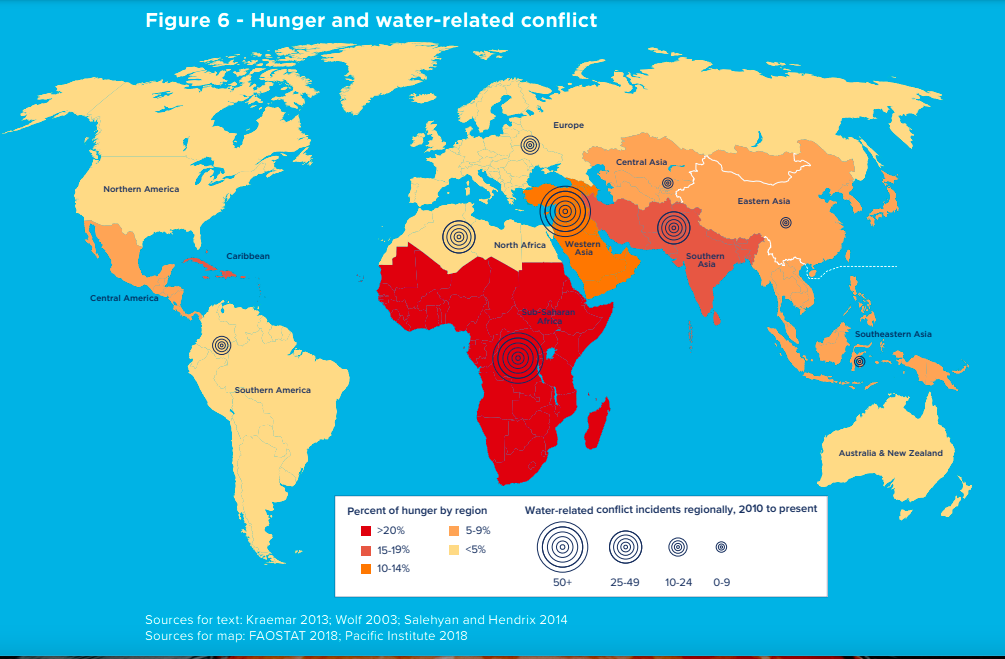 Figure 6 - Hunger and water-related conflict
Europe
Central Asia
Northern America
Eastern Asia
North Africa
Western
Asia
Caribbean
Southern
Asia
Central America
Sub-Saharan
Africa
Southeastern Asia
Southern America
Australia & New Zealand
Percent of hunger by region
>20%
15-19%
10-14%
5-9%
<5%
Water-related conflict incidents regionally, 2010 to present
50+
25-49
10-24
0-9
Sources for text: Kraemar 2013; Wolf 2003; Salehyan and Hendrix 2014
Sources for map: FAOSTAT 2018; Pacific Institute 2018